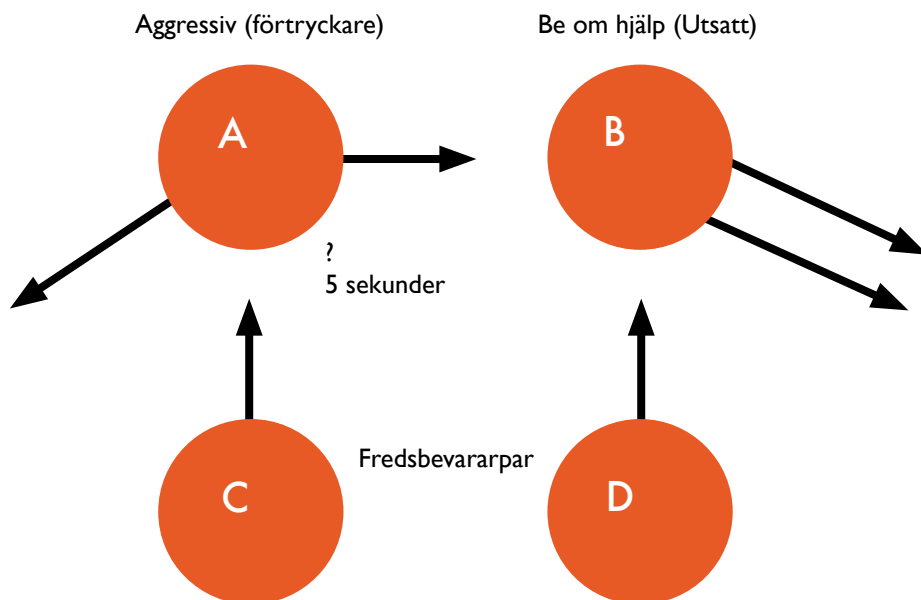 Aggressiv (förtryckare)
Be om hjälp (Utsatt)
A
B
?
5 sekunder
Fredsbevararpar
C
D